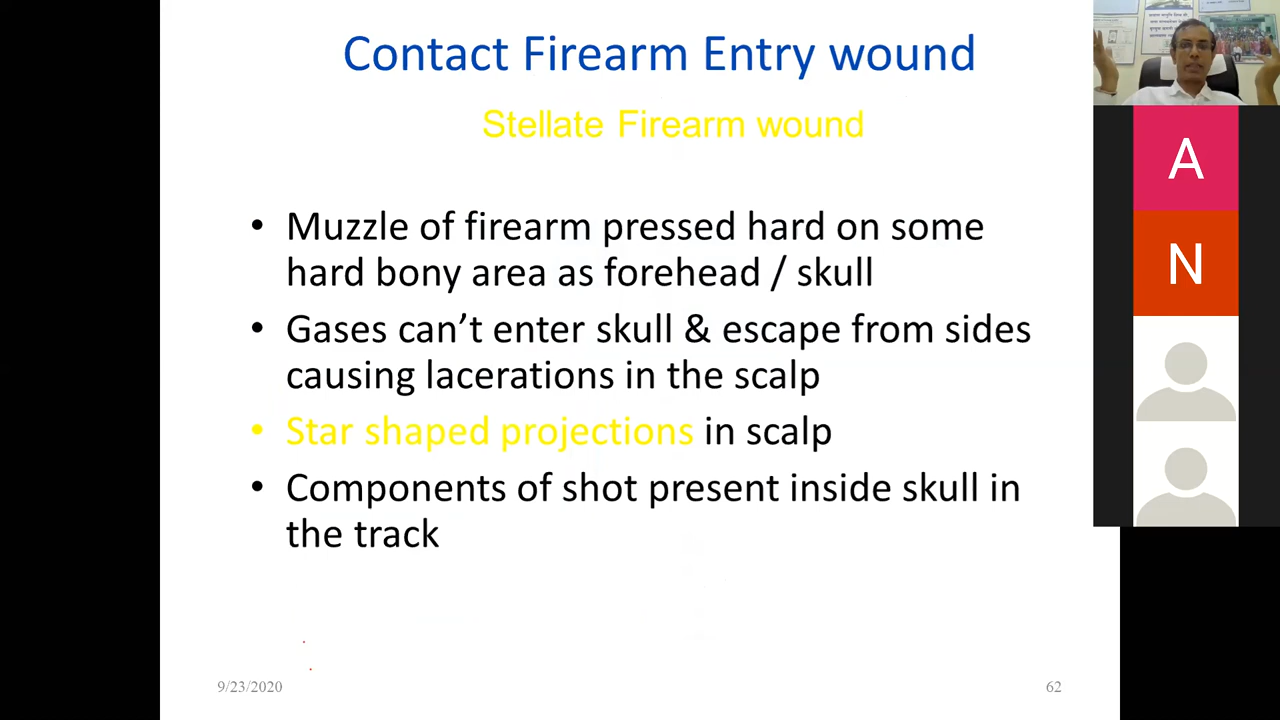 Contact Firearm Entry wound
Stellate Firearm wound
• Muzzle of firearm pressed hard on some
hard bony area as forehead / skull
• Gases can’t enter skull & escape from sides
causing lacerations in the scalp
• Star shaped projections in scalp
• Components of shot present inside skull in
the track
9/23/2020
62
A
N